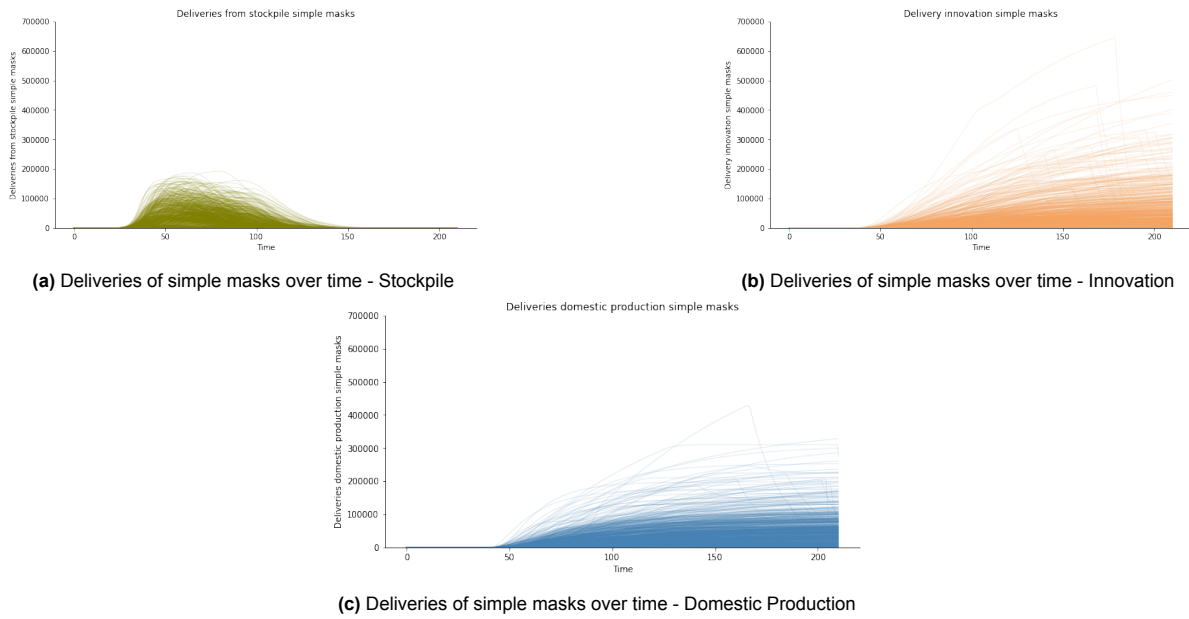 Deliveries from stockpile simple masks
Deliveries from stockpile simple masks
700000
600000
500000
400000
300000
200000
100000
0
0 50 100 150 200
Time
(a) Deliveries of simple masks over time - Stockpile
Delivery innovation simple masks
Delivery innovation simple masks
700000
600000
500000
400000
300000
200000
100000
0
0 50 100 150 200
Time
(b) Deliveries of simple masks over time - Innovation
Deliveries domestic production simple masks
Deliveries domestic production simple masks
700000
600000
500000
400000
300000
200000
100000
0
0 50 100 150 200
Time
(c) Deliveries of simple masks over time - Domestic Production